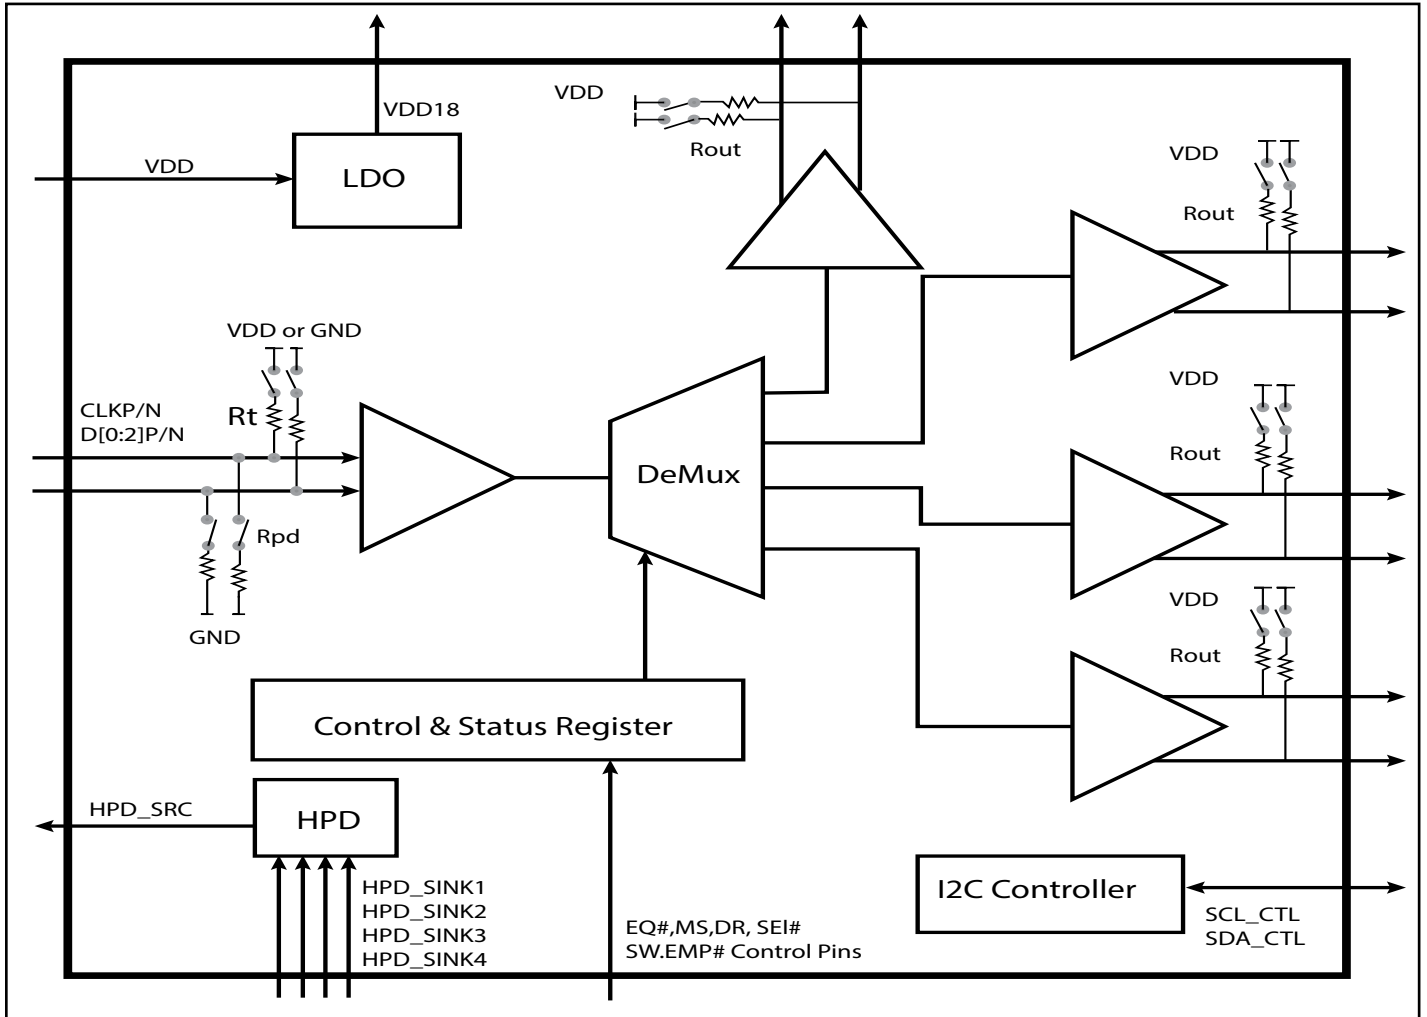 VDD18
VDD
LDO
VDD
Rout
VDD
Rout
VDD or GND
CLKP/N
D[0:2]P/N
Rt
Rpd
GND
DeMux
VDD
Rout
VDD
Rout
Control & Status Register
HPD_SRC
HPD
HPD_SINK1
HPD_SINK2
HPD_SINK3
HPD_SINK4
EQ#,MS,DR, SEl#
SW.EMP# Control Pins
I2C Controller
SCL_CTL
SDA_CTL